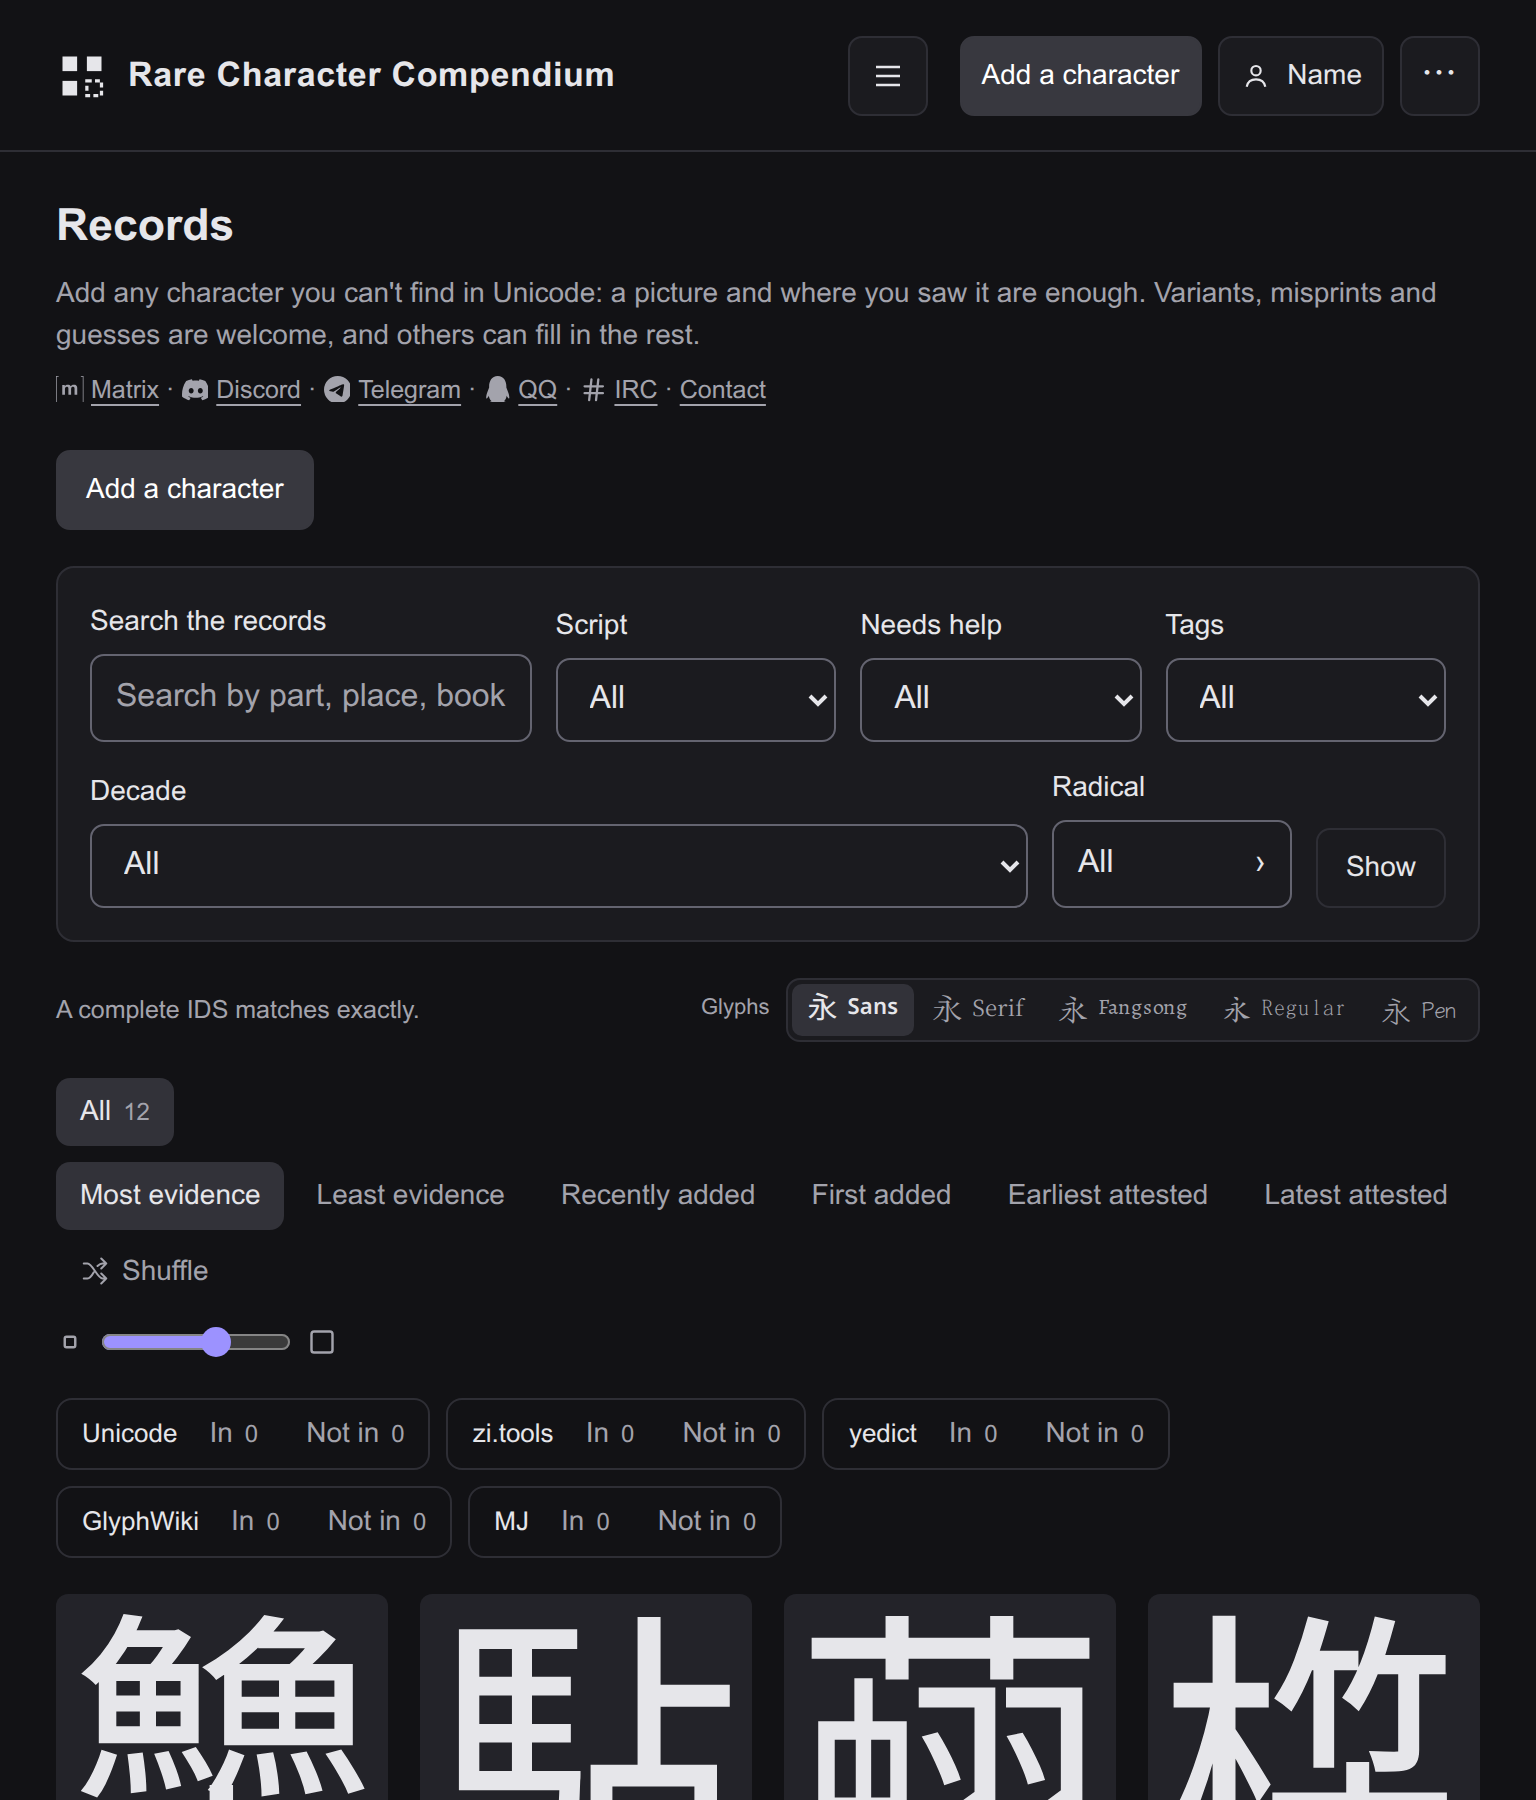 Rare Character Compendium
Add a character
Name
Records
Add any character you can't find in Unicode: a picture and where you saw it are enough. Variants, misprints and
guesses are welcome, and others can fill in the rest.
[m] Matrix · Discord · Telegram · QQ · # IRC · Contact
Add a character
Search the records
Script
Needs help
Tags
Search by part, place, book
All
All
All
Decade
Radical
All
All ›
Show
A complete IDS matches exactly.
Glyphs
永 Sans
永 Serif
永 Fangsong
永 Regular
永 Pen
All 12
Most evidence
Least evidence
Recently added
First added
Earliest attested
Latest attested
Shuffle
Unicode In 0 Not in 0
zi.tools In 0 Not in 0
yedict In 0 Not in 0
GlyphWiki In 0 Not in 0
MJ In 0 Not in 0